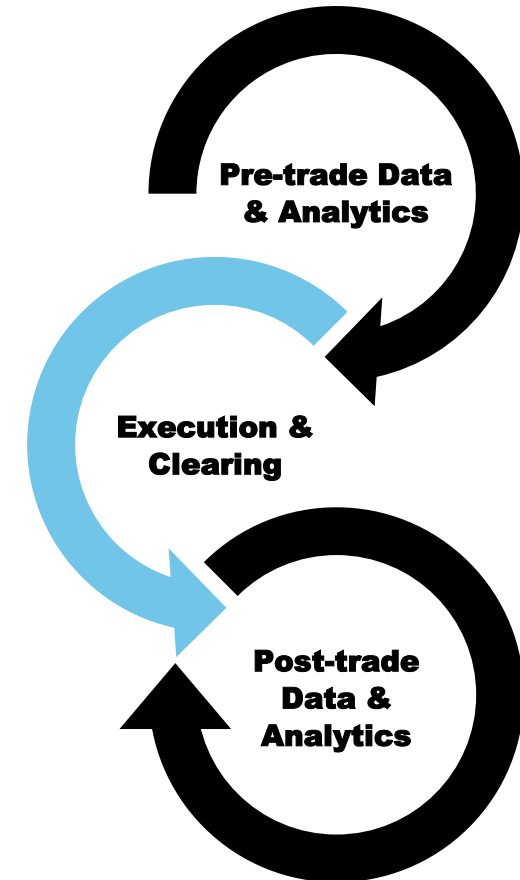 Pre-trade Data
& Analytics
Execution &
Clearing
Post-trade
Data &
Analytics